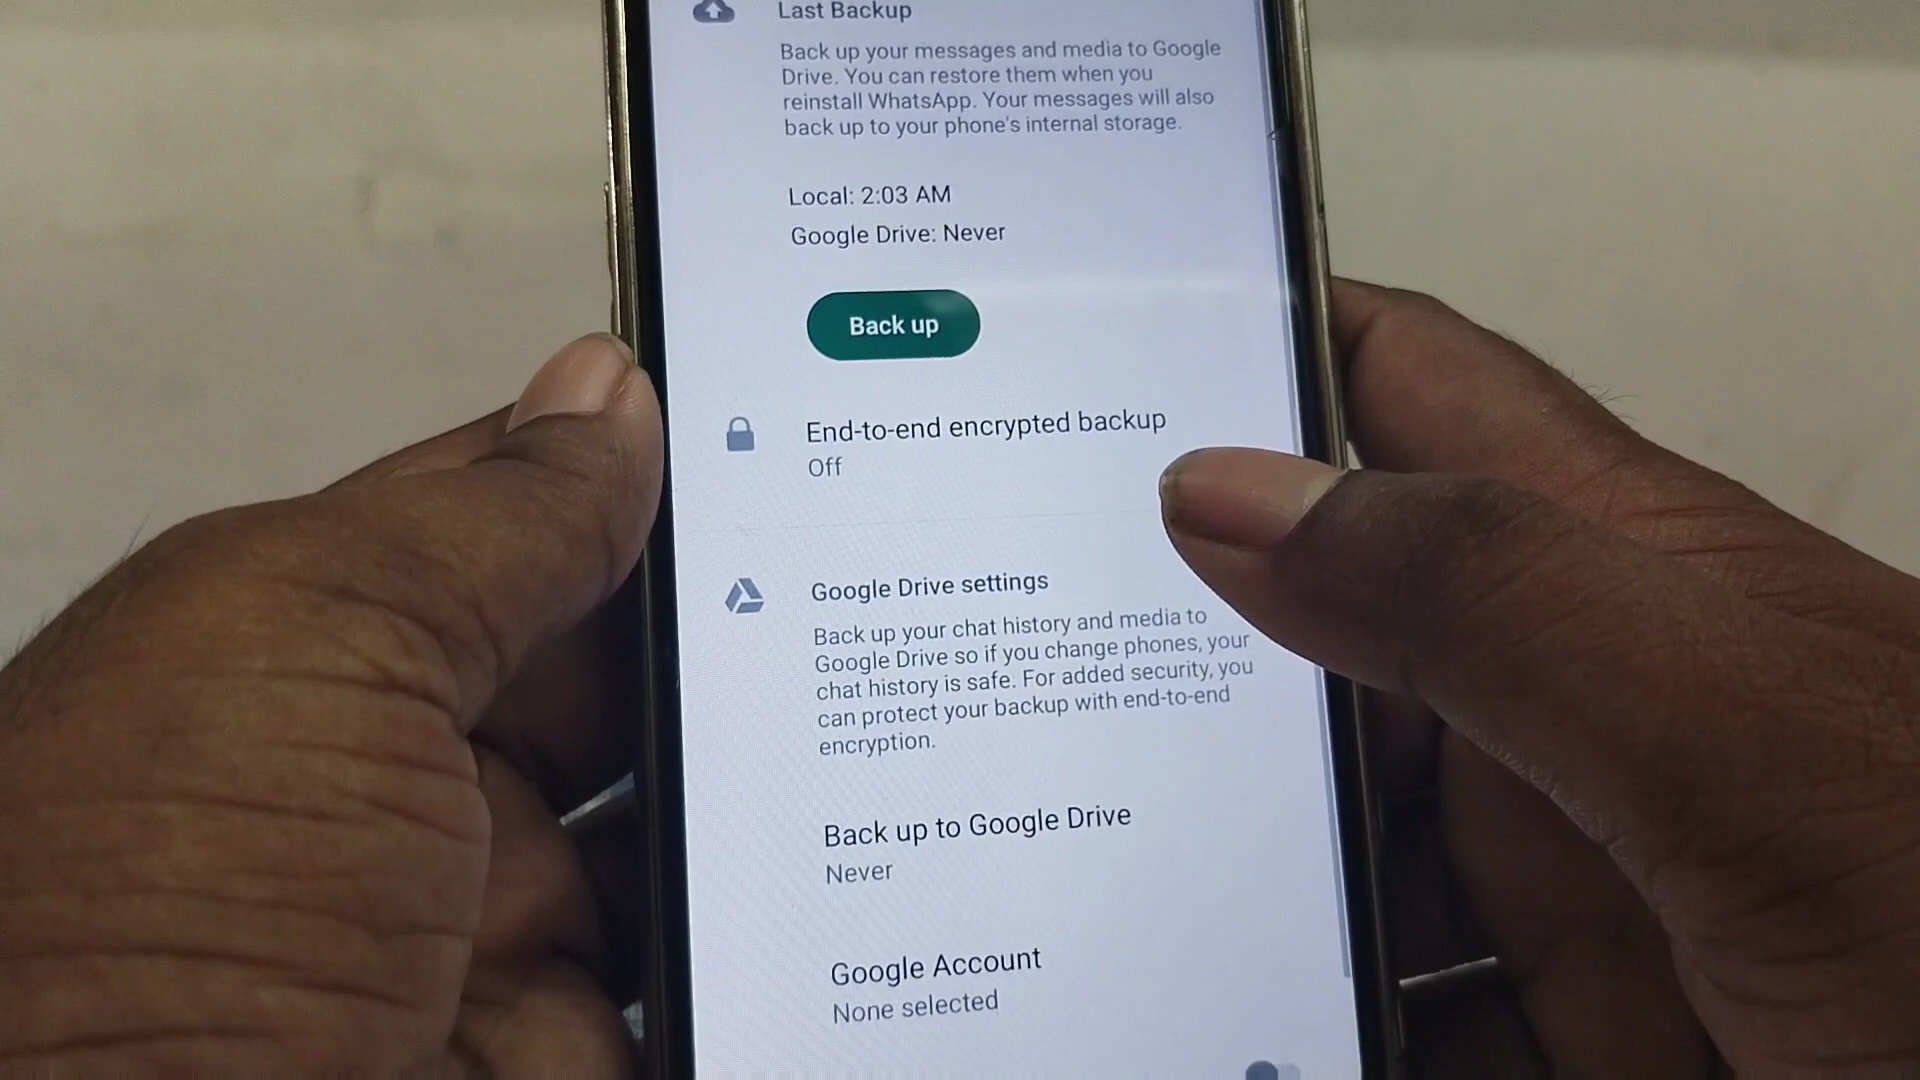 Last Backup
Back up your messages and media to Google
Drive. You can restore them when you
reinstall WhatsApp. Your messages will also
back up to your phone's internal storage.
Local: 2:03 AM
Google Drive: Never
Back up
End-to-end encrypted backup
Off
Google Drive settings
Back up your chat history and media to
Google Drive so if you change phones, your
chat history is safe. For added security, you
can protect your backup with end-to-end
encryption.
Back up to Google Drive
Never
Google Account
None selected